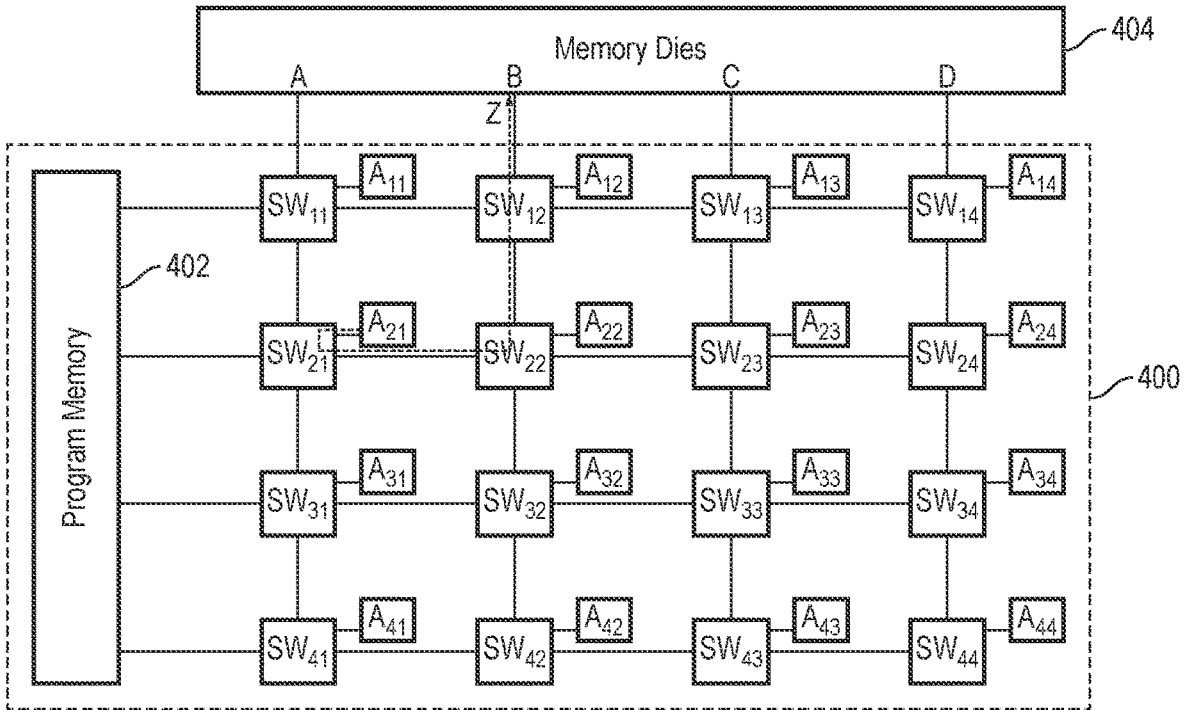 Memory Dies
404
A B C D
Z
A₁₁ A₁₂ A₁₃ A₁₄
SW₁₁ SW₁₂ SW₁₃ SW₁₄
402
A₂₁ A₂₂ A₂₃ A₂₄
SW₂₁ SW₂₂ SW₂₃ SW₂₄
400
Program Memory
A₃₁ A₃₂ A₃₃ A₃₄
SW₃₁ SW₃₂ SW₃₃ SW₃₄
A₄₁ A₄₂ A₄₃ A₄₄
SW₄₁ SW₄₂ SW₄₃ SW₄₄